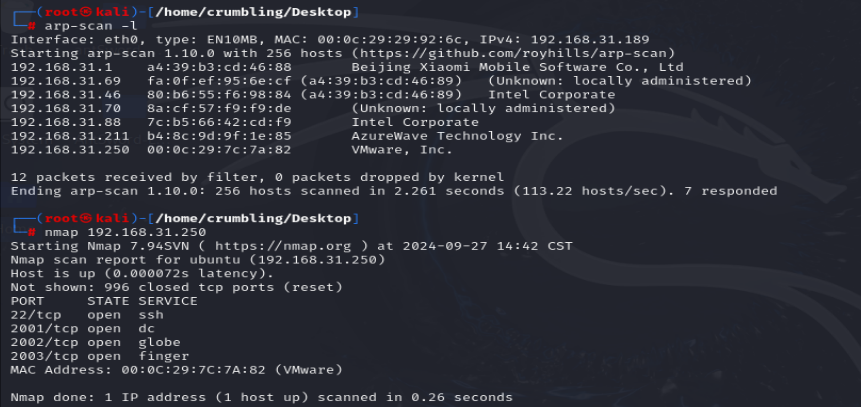 ┌──(root㉿kali)-[/home/crumbling/Desktop]
└─# arp-scan -l
Interface: eth0, type: EN10MB, MAC: 00:0c:29:29:92:6c, IPv4: 192.168.31.189
Starting arp-scan 1.10.0 with 256 hosts (https://github.com/royhills/arp-scan)
192.168.31.1    a4:39:b3:cd:46:88       Beijing Xiaomi Mobile Software Co., Ltd
192.168.31.69   fa:0f:ef:95:6e:cf (a4:39:b3:cd:46:89)   (Unknown: locally administered)
192.168.31.46   80:b6:55:f6:98:84 (a4:39:b3:cd:46:89)   Intel Corporate
192.168.31.70   8a:cf:57:f9:f9:de       (Unknown: locally administered)
192.168.31.88   7c:b5:66:42:cd:f9       Intel Corporate
192.168.31.211  b4:8c:9d:9f:1e:85       AzureWave Technology Inc.
192.168.31.250  00:0c:29:7c:7a:82       VMware, Inc.

12 packets received by filter, 0 packets dropped by kernel
Ending arp-scan 1.10.0: 256 hosts scanned in 2.261 seconds (113.22 hosts/sec). 7 responded

┌──(root㉿kali)-[/home/crumbling/Desktop]
└─# nmap 192.168.31.250
Starting Nmap 7.94SVN ( https://nmap.org ) at 2024-09-27 14:42 CST
Nmap scan report for ubuntu (192.168.31.250)
Host is up (0.000072s latency).
Not shown: 996 closed tcp ports (reset)
PORT     STATE SERVICE
22/tcp   open  ssh
2001/tcp open  dc
2002/tcp open  globe
2003/tcp open  finger
MAC Address: 00:0C:29:7C:7A:82 (VMware)

Nmap done: 1 IP address (1 host up) scanned in 0.26 seconds